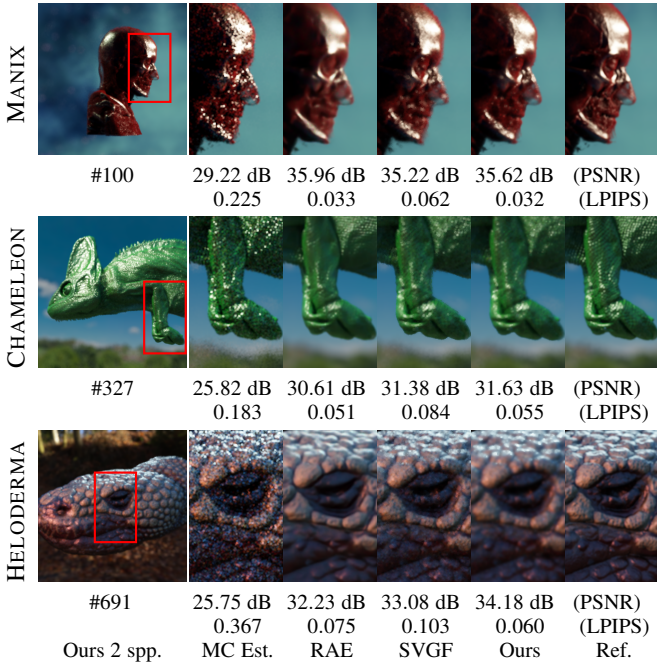 MANIX
#100 29.22 dB 35.96 dB 35.22 dB 35.62 dB (PSNR)
0.225 0.033 0.062 0.032 (LPIPS)
CHAMELEON
#327 25.82 dB 30.61 dB 31.38 dB 31.63 dB (PSNR)
0.183 0.051 0.084 0.055 (LPIPS)
HELODERMA
#691 25.75 dB 32.23 dB 33.08 dB 34.18 dB (PSNR)
0.367 0.075 0.103 0.060 (LPIPS)
Ours 2 spp. MC Est. RAE SVGF Ours Ref.